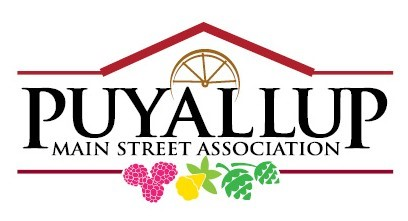 PUYALLUP
MAIN STREET ASSOCIATION